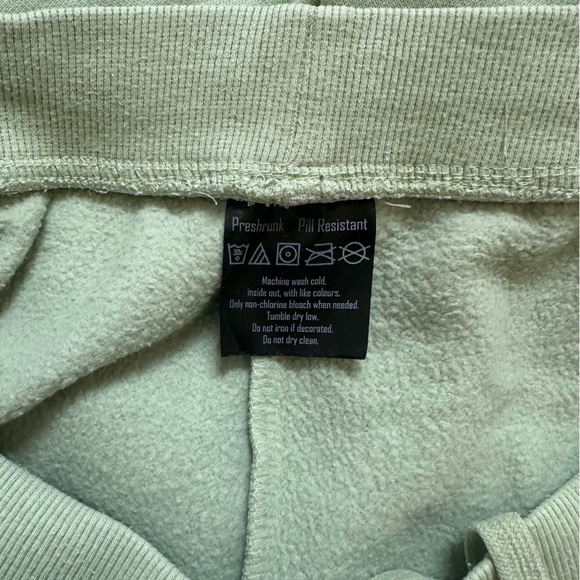 Preshrunk Pill Resistant
30c
Machine wash cold,
inside out, with like colours.
Only non-chlorine bleach when needed.
Tumble dry low.
Do not iron if decorated.
Do not dry clean.